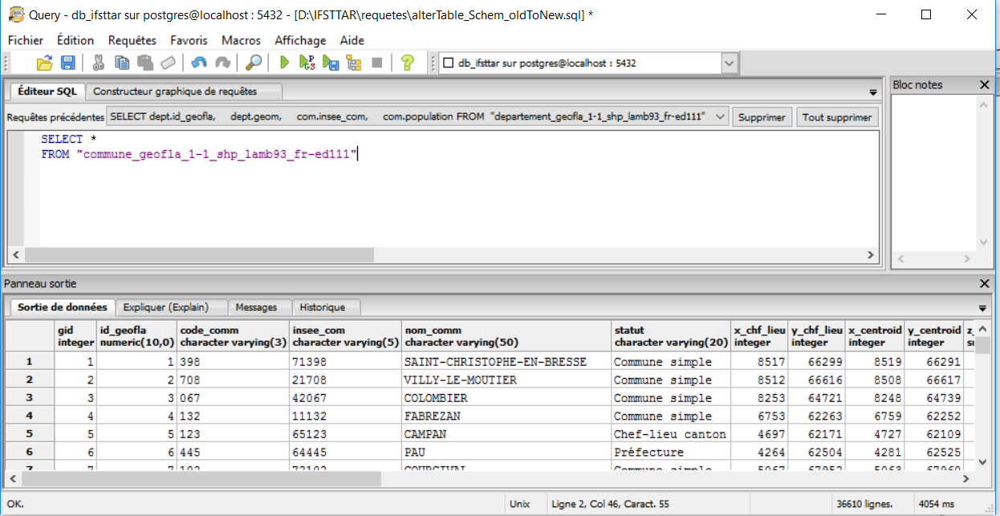 Query - db_ifsttar sur postgres@localhost : 5432 - [D:\IFSTTAR\requetes\alterTable_Schem_oldToNew.sql] *
Fichier Édition Requêtes Favoris Macros Affichage Aide
db_ifsttar sur postgres@localhost : 5432
Éditeur SQL Constructeur graphique de requêtes
Bloc notes
Requêtes précédentes SELECT dept.id_geofla, dept.geom, com.insee_com, com.population FROM "departement_geofla_1-1_shp_lamb93_fr-ed111" Supprimer Tout supprimer
SELECT *
FROM "commune_geofla_1-1_shp_lamb93_fr-ed111"
Panneau sortie
Sortie de données Expliquer (Explain) Messages Historique
gid id_geofla code_comm insee_com nom_comm statut x_chf_lieu y_chf_lieu x_centroid y_centroid z_
integer numeric(10,0) character varying(3) character varying(5) character varying(50) character varying(20) integer integer integer integer
1 1 1 398 71398 SAINT-CHRISTOPHE-EN-BRESSE Commune simple 8517 66299 8519 66291
2 2 2 708 21708 VILLY-LE-MOUTIER Commune simple 8512 66616 8508 66617
3 3 3 067 42067 COLOMBIER Commune simple 8253 64721 8248 64739
4 4 4 132 11132 FABREZAN Commune simple 6753 62263 6759 62252
5 5 5 123 65123 CAMPAN Chef-lieu canton 4697 62171 4727 62109
6 6 6 445 64445 PAU Préfecture 4264 62504 4281 62525
7 7 7 Commune simple
OK. Unix Ligne 2, Col 46, Caract. 55 36610 lignes. 4054 ms